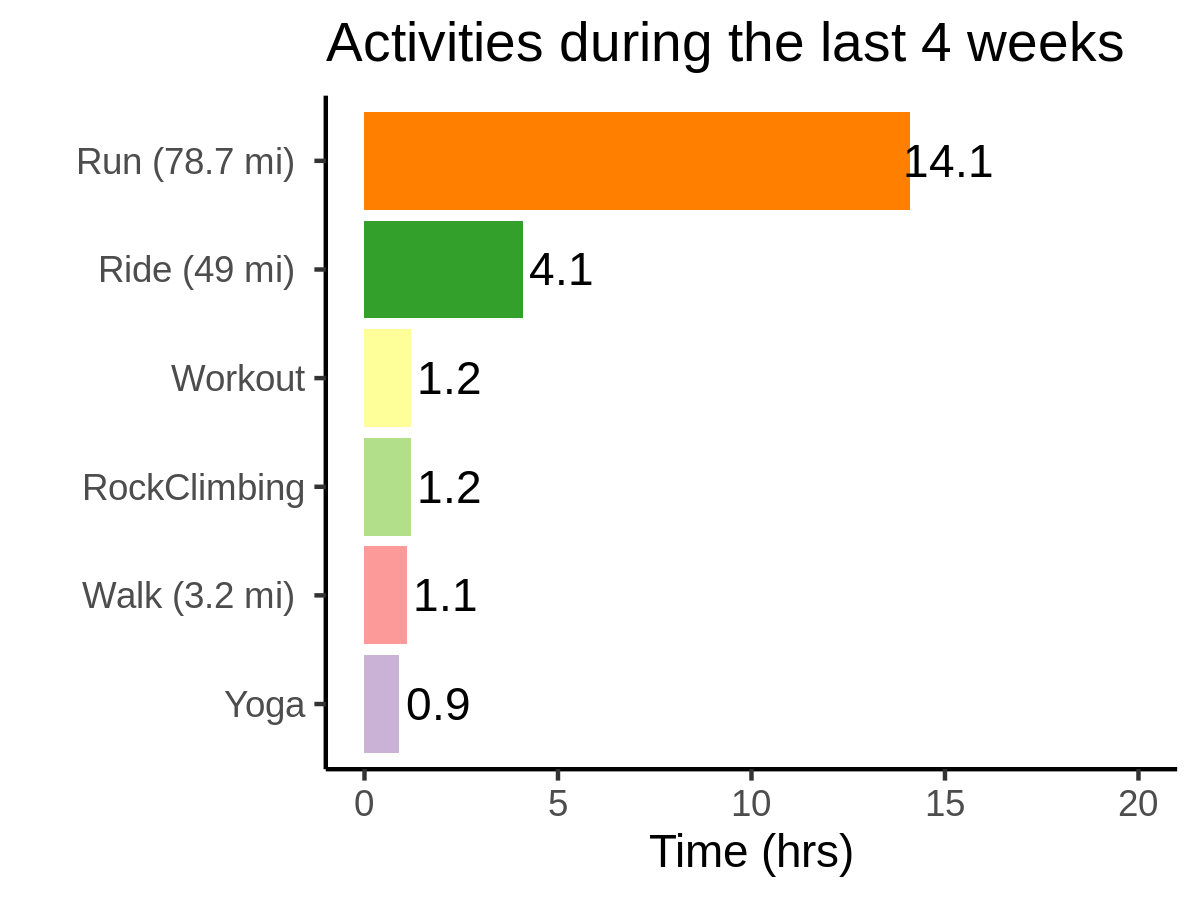 Activities during the last 4 weeks
Run (78.7 mi) 14.1
Ride (49 mi) 4.1
Workout 1.2
RockClimbing 1.2
Walk (3.2 mi) 1.1
Yoga 0.9
0 5 10 15 20
Time (hrs)